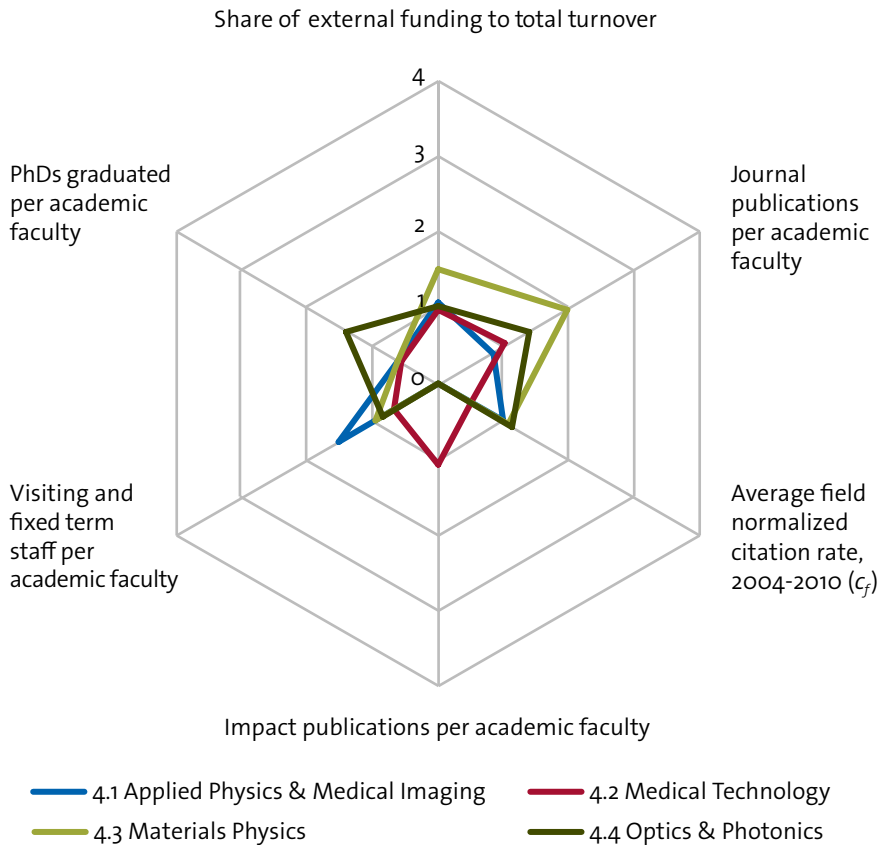 Share of external funding to total turnover
4
3
2
1
0
PhDs graduated
per academic
faculty
Journal
publications
per academic
faculty
Visiting and
fixed term
staff per
academic faculty
Average field
normalized
citation rate,
2004-2010 (cf)
Impact publications per academic faculty
4.1 Applied Physics & Medical Imaging
4.2 Medical Technology
4.3 Materials Physics
4.4 Optics & Photonics